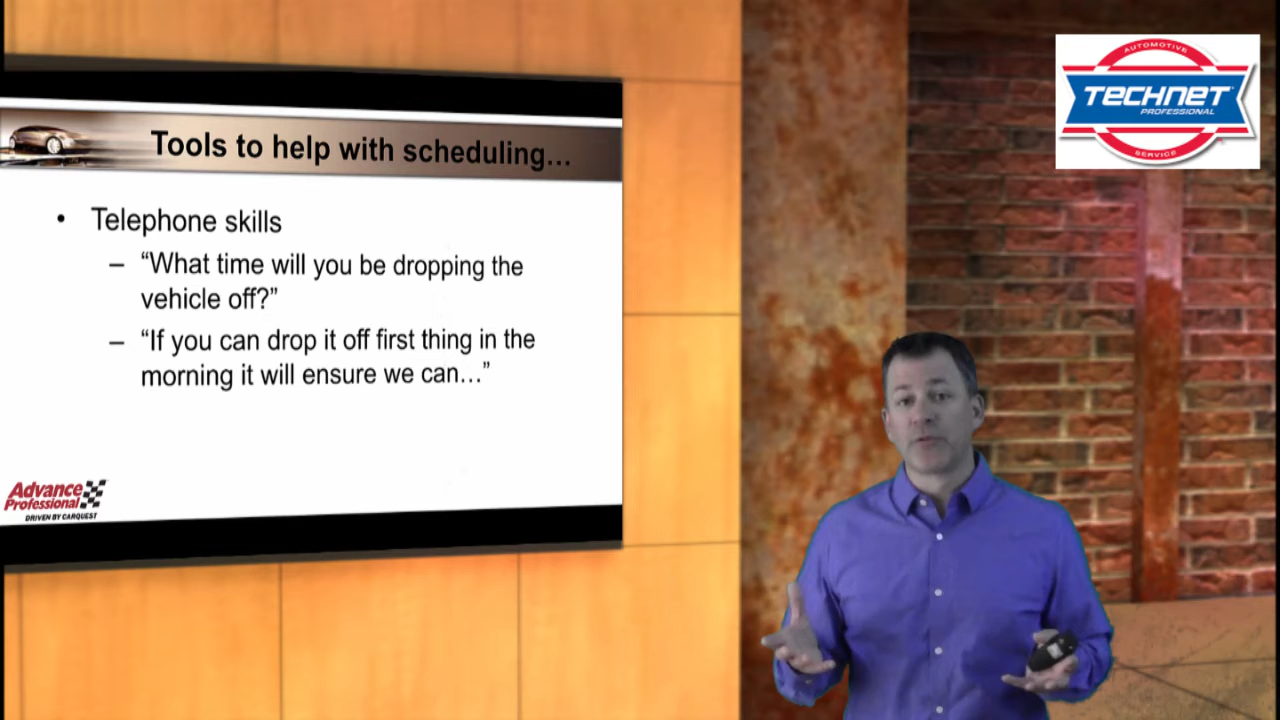 Tools to help with scheduling…
• Telephone skills
– “What time will you be dropping the
vehicle off?”
– “If you can drop it off first thing in the
morning it will ensure we can…”
Advance
Professional
DRIVEN BY CARQUEST
AUTOMOTIVE
TECHNET
PROFESSIONAL
SERVICE